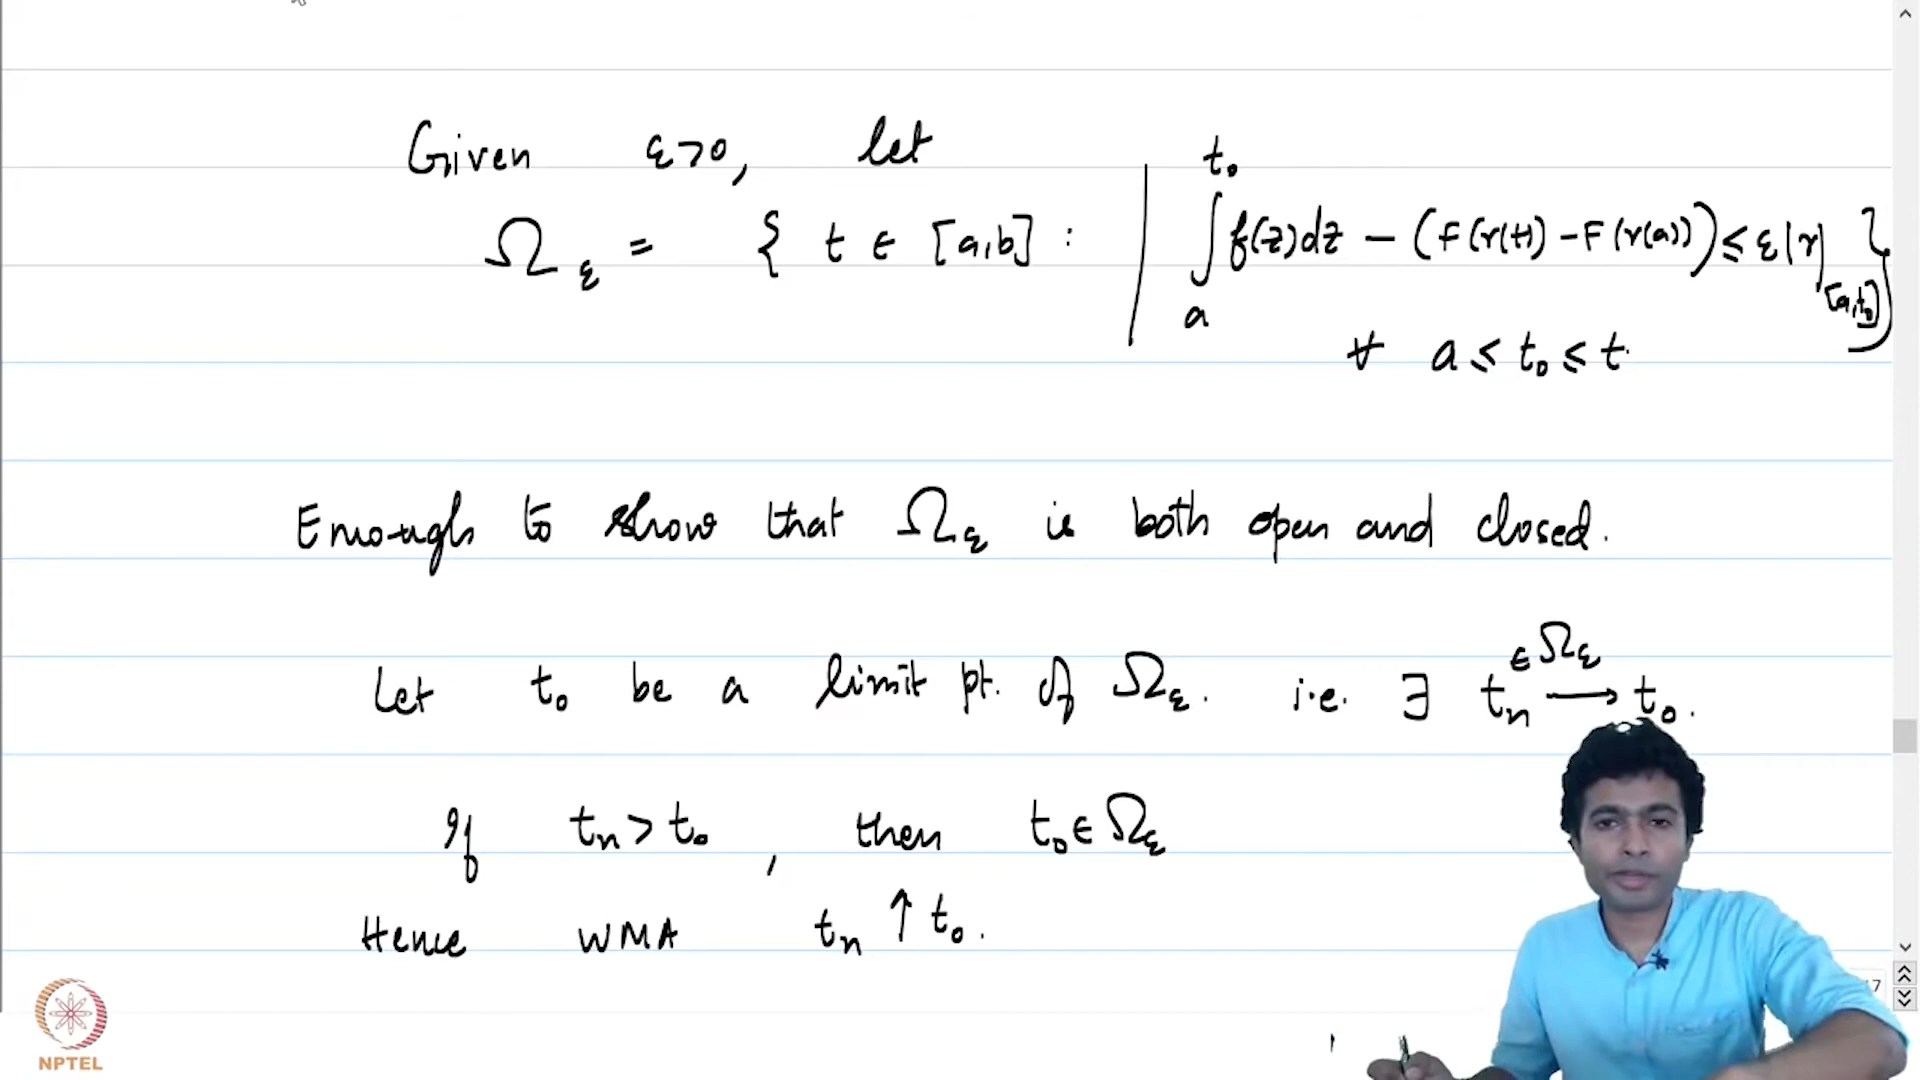 Given ε>0, let
Ω_ε = { t ∈ [a,b] : | ∫_a^{t₀} f(z)dz − (F(γ(t)) − F(γ(a))) ≤ ε|γ|_{[a,t₀]} }
∀ a ≤ t₀ ≤ t.
Enough to show that Ω_ε is both open and closed.
Let t₀ be a limit pt. of Ω_ε. i.e. ∃ t_n ∈ Ω_ε ⟶ t₀.
If t_n > t₀, then t₀ ∈ Ω_ε
Hence WMA t_n ↑ t₀.
17
NPTEL